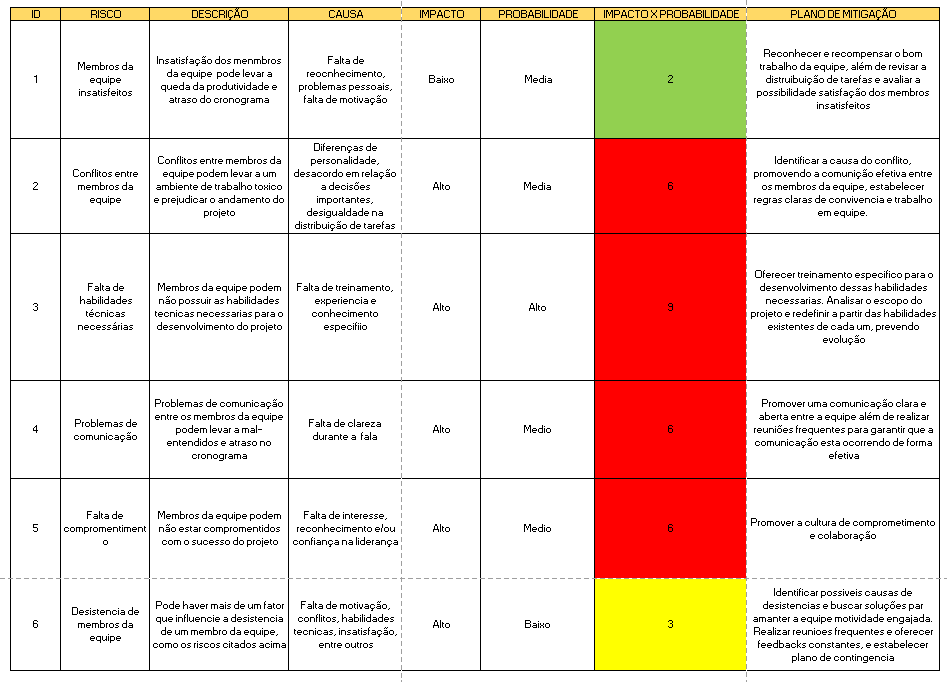 ID RISCO DESCRIÇÃO CAUSA IMPACTO PROBABILIDADE IMPACTO X PROBABILIDADE PLANO DE MITIGAÇÃO
1
Membros da
equipe
insatisfeitos
Insatisfação dos menmbros
da equipe pode levar a
queda da produtividade e
atraso do cronograma
Falta de
reocnhecimento,
problemas pessoais,
falta de motivação
Baixo
Media
2
Reconhecer e recompensar o bom
trabalho da equipe, além de revisar a
distruibuição de tarefas e avaliar a
possibilidade satisfação dos membros
insatisfeitos
2
Conflitos entre
membros da
equipe
Conflitos entre membros da
equipe podem levar a um
ambiente de trabalho toxico
e prejudicar o andamento do
projeto
Diferenças de
personalidade,
desacordo em relação
a decisões
importantes,
desigualdade na
distribuição de tarefas
Alto
Media
6
Identificar a causa do conflito,
promovendo a comunição efetiva entre
os membros da equipe, estabelecer
regras claras de convivencia e trabalho
em equipe.
3
Falta de
habilidades
técnicas
necessárias
Membros da equipe podem
não possuir as habilidades
tecnicas necessarias para o
desenvolvimento do projeto
Falta de treinamento,
experiencia e
conhecimento
especifiio
Alto
Alto
9
Oferecer treinamento especifico para o
desenvolvimento dessas habilidades
necessarias. Analisar o escopo do
projeto e redefinir a partir das habilidades
existentes de cada um, prevendo
evolução
4
Problemas de
comunicação
Problemas de comunicação
entre os membros da equipe
podem levar a mal-
entendidos e atraso no
cronograma
Falta de clareza
durante a fala
Alto
Medio
6
Promover uma comunicação clara e
aberta entre a equipe além de realizar
reuniões frequentes para garantir que a
comunicação esta ocorrendo de forma
efetiva
5
Falta de
compromentiment
o
Membros da equipe podem
não estar compromentidos
com o sucesso do projeto
Falta de interesse,
reconhecimento e/ou
confiança na liderança
Alto
Medio
6
Promover a cultura de comprometimento
e colaboração
6
Desistencia de
membros da
equipe
Pode haver mais de um fator
que influencie a desistencia
de um membro da equipe,
como os riscos citados acima
Falta de motivação,
conflitos, habilidades
tecnicas, insatisfação,
entre outros
Alto
Baixo
3
Identificar possiveis causas de
desistencias e buscar soluções par
amanter a equipe motividade engajada.
Realizar reunioes frequentes e oferecer
feedbacks constantes, e estabelecer
plano de contingencia